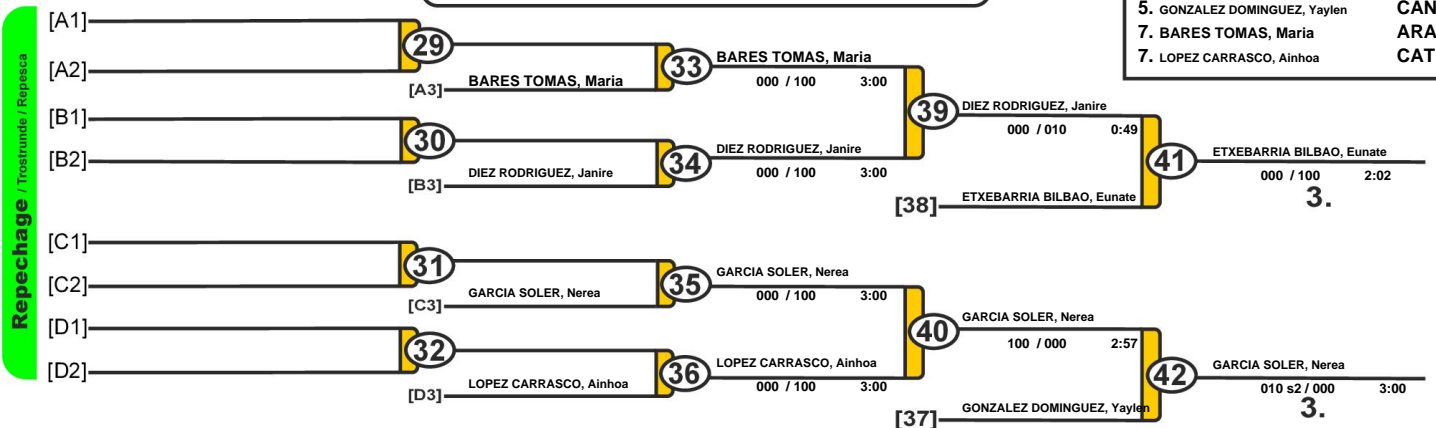 5. GONZALEZ DOMINGUEZ, Yaylen CAN
7. BARES TOMAS, Maria ARA
7. LOPEZ CARRASCO, Ainhoa CAT
Repechage / Trostrunde / Repesca
[A1]
29
[A2]
BARES TOMAS, Maria
33
BARES TOMAS, Maria
[A3]
000 / 100 3:00
39
DIEZ RODRIGUEZ, Janire
[B1]
000 / 010 0:49
30
[B2]
DIEZ RODRIGUEZ, Janire
34
DIEZ RODRIGUEZ, Janire
[B3]
000 / 100 3:00
41
ETXEBARRIA BILBAO, Eunate
000 / 100 2:02
3.
[38]
ETXEBARRIA BILBAO, Eunate
[C1]
31
[C2]
GARCIA SOLER, Nerea
35
GARCIA SOLER, Nerea
[C3]
000 / 100 3:00
40
GARCIA SOLER, Nerea
[D1]
100 / 000 2:57
32
[D2]
LOPEZ CARRASCO, Ainhoa
36
LOPEZ CARRASCO, Ainhoa
[D3]
000 / 100 3:00
42
GARCIA SOLER, Nerea
010 s2 / 000 3:00
3.
[37]
GONZALEZ DOMINGUEZ, Yaylen